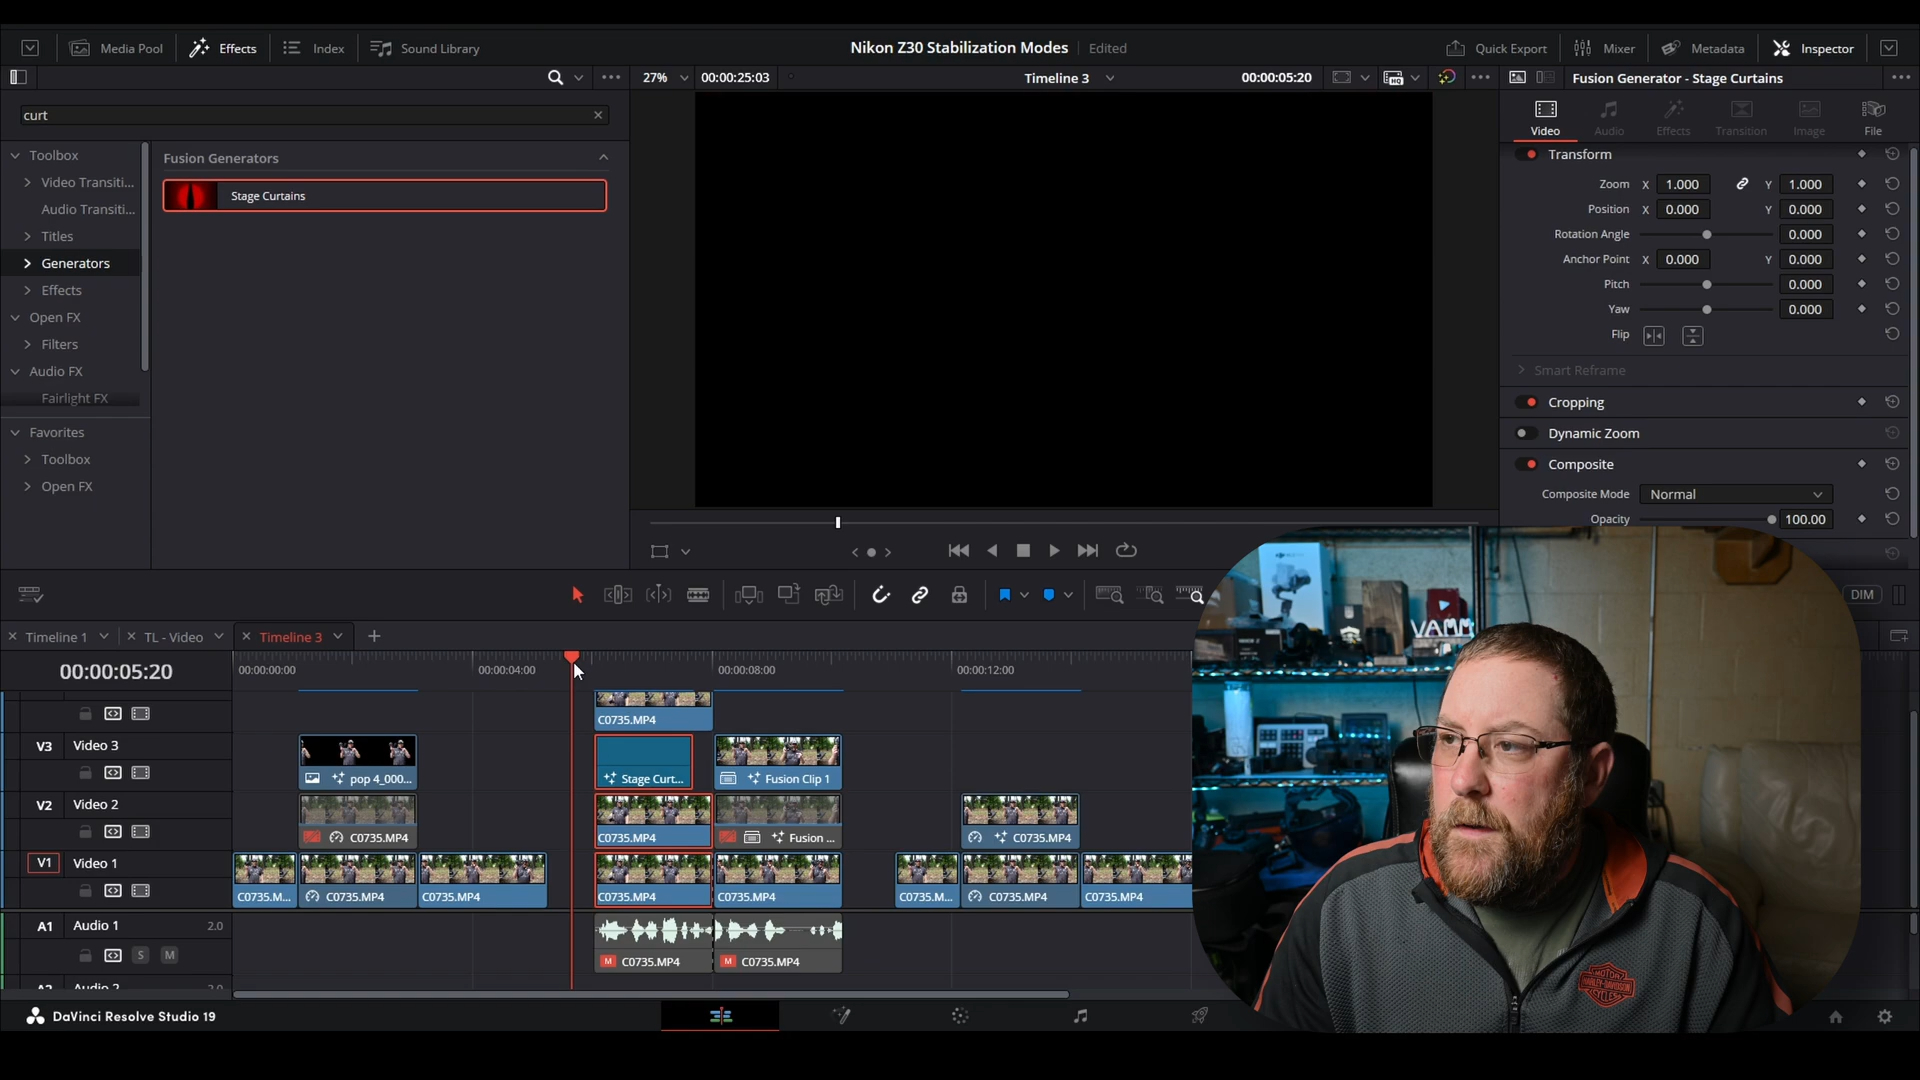 Media Pool Effects Index Sound Library Nikon Z30 Stabilization Modes Edited Quick Export Mixer Metadata Inspector
27% 00:00:25:03 Timeline 3 00:00:05:20 Fusion Generator - Stage Curtains
curt
Video Audio Effects Transition Image File
Toolbox
Video Transiti...
Audio Transiti...
Titles
Generators
Effects
Open FX
Filters
Audio FX
Fairlight FX
Favorites
Toolbox
Open FX
Fusion Generators
Stage Curtains
Transform
Zoom X 1.000 Y 1.000
Position X 0.000 Y 0.000
Rotation Angle 0.000
Anchor Point X 0.000 Y 0.000
Pitch 0.000
Yaw 0.000
Flip
Smart Reframe
Cropping
Dynamic Zoom
Composite
Composite Mode Normal
Opacity 100.00
DIM
Timeline 1 TL - Video Timeline 3
00:00:05:20 00:00:00:00 00:00:04:00 00:00:08:00 00:00:12:00
C0735.MP4
V3 Video 3
pop 4_000... Stage Curt... Fusion Clip 1
V2 Video 2
C0735.MP4 C0735.MP4 Fusion ... C0735.MP4
V1 Video 1
C0735.M... C0735.MP4 C0735.MP4 C0735.MP4 C0735.MP4 C0735.M... C0735.MP4 C0735.MP4
A1 Audio 1 2.0
S M
M C0735.MP4 M C0735.MP4
DaVinci Resolve Studio 19
VAMM
MOTOR
HARLEY-DAVIDSON
CYCLES